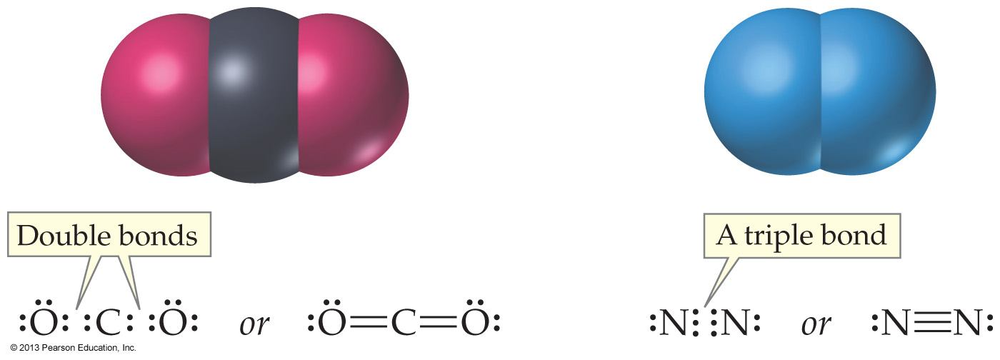 Double bonds
A triple bond
:Ö: :C: :Ö: or :Ö=C=Ö:
:N⋮⋮N: or :N≡N:
© 2013 Pearson Education, Inc.